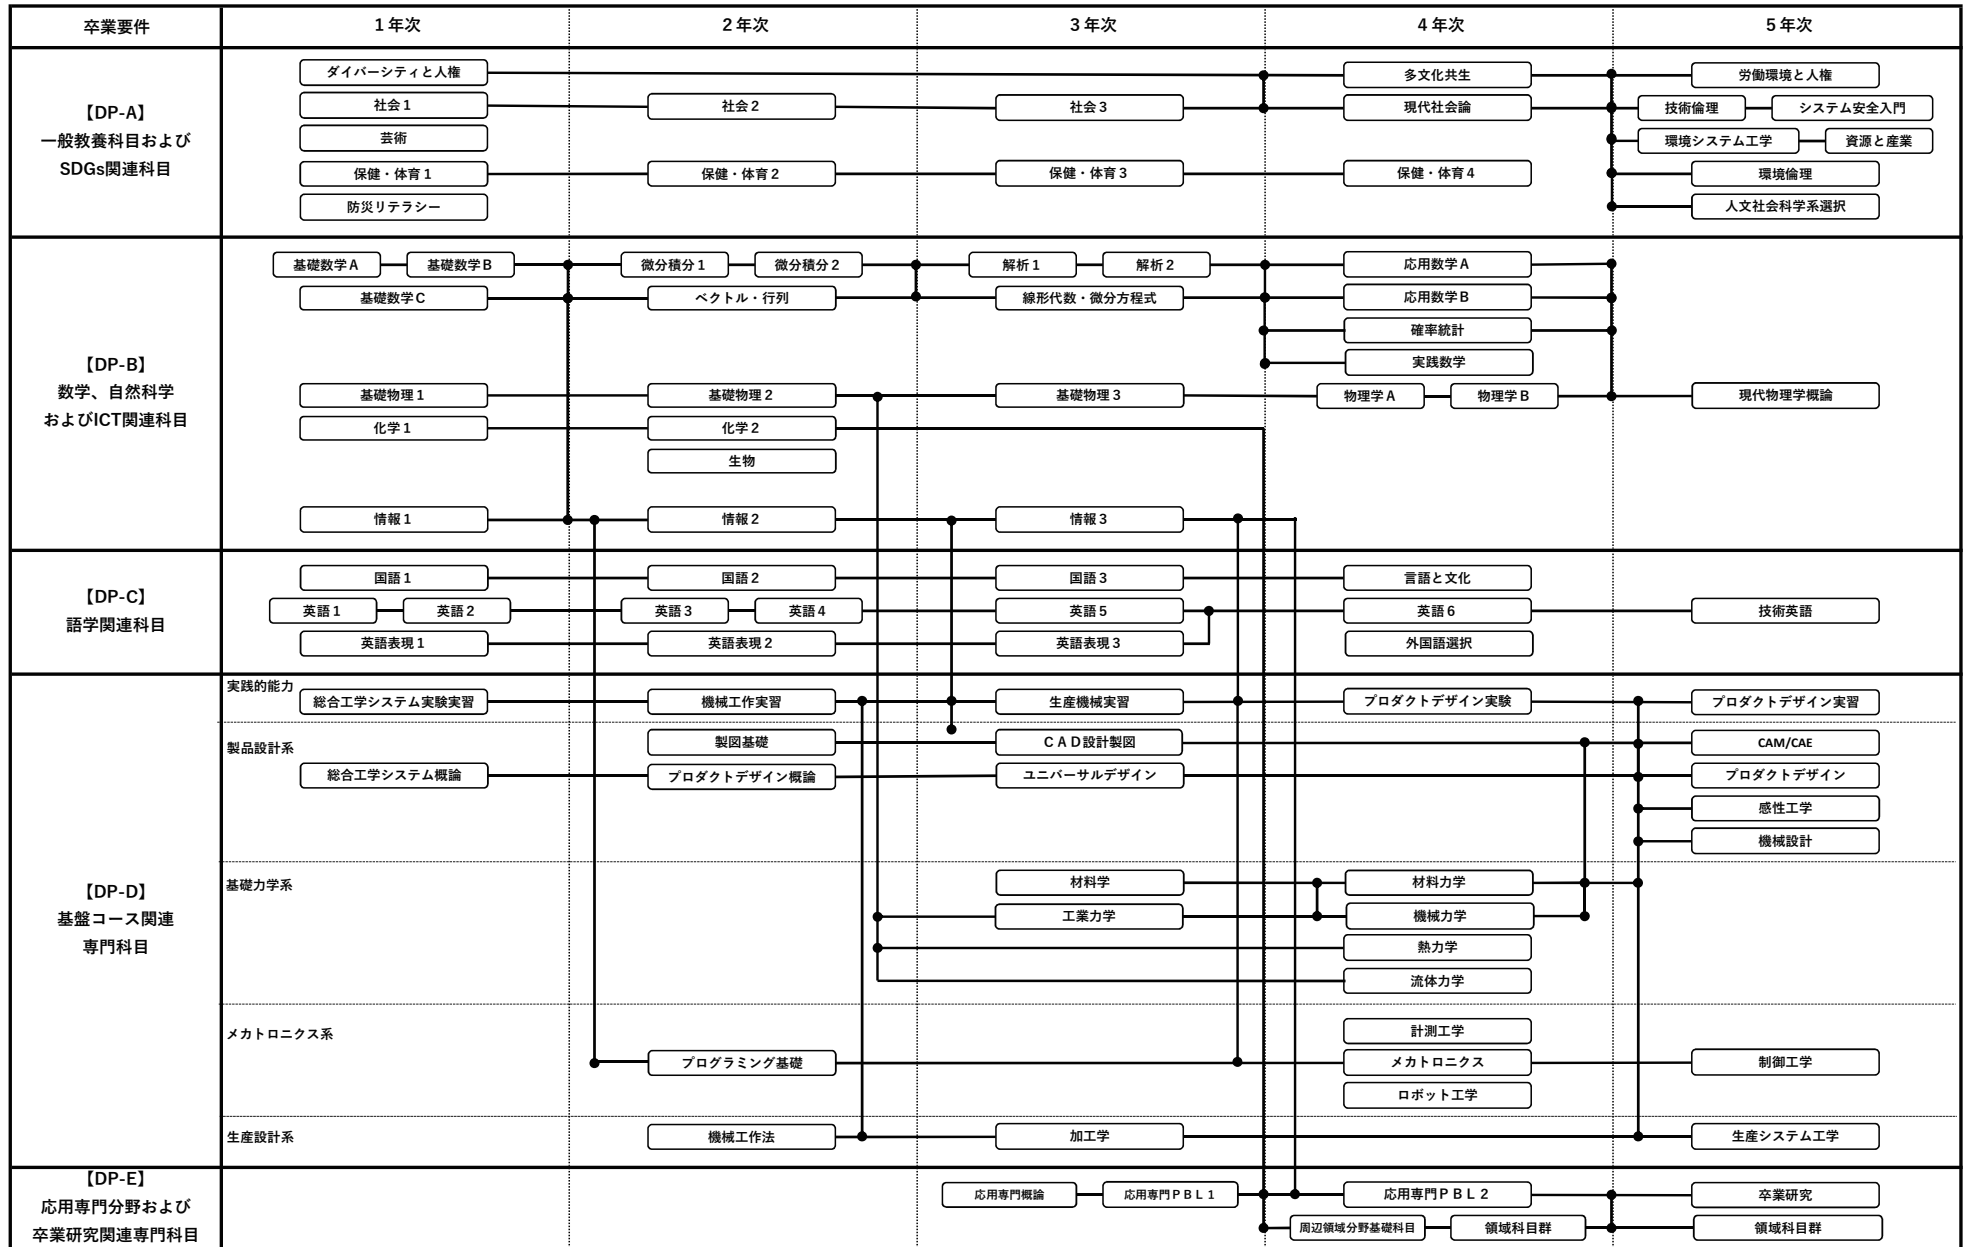 卒業要件
1年次
2年次
3年次
4年次
5年次
【DP-A】
一般教養科目および
SDGs関連科目
ダイバーシティと人権
多文化共生
労働環境と人権
社会1
社会2
社会3
現代社会論
技術倫理
システム安全入門
芸術
環境システム工学
資源と産業
保健・体育1
保健・体育2
保健・体育3
保健・体育4
環境倫理
防災リテラシー
人文社会科学系選択
【DP-B】
数学、自然科学
およびICT関連科目
基礎数学A
基礎数学B
微分積分1
微分積分2
解析1
解析2
応用数学A
基礎数学C
ベクトル・行列
線形代数・微分方程式
応用数学B
確率統計
実践数学
基礎物理1
基礎物理2
基礎物理3
物理学A
物理学B
現代物理学概論
化学1
化学2
生物
情報1
情報2
情報3
【DP-C】
語学関連科目
国語1
国語2
国語3
言語と文化
英語1
英語2
英語3
英語4
英語5
英語6
技術英語
英語表現1
英語表現2
英語表現3
外国語選択
【DP-D】
基盤コース関連
専門科目
実践的能力
総合工学システム実験実習
機械工作実習
生産機械実習
プロダクトデザイン実験
プロダクトデザイン実習
製品設計系
製図基礎
CAD設計製図
CAM/CAE
総合工学システム概論
プロダクトデザイン概論
ユニバーサルデザイン
プロダクトデザイン
感性工学
機械設計
基礎力学系
材料学
材料力学
工業力学
機械力学
熱力学
流体力学
メカトロニクス系
計測工学
プログラミング基礎
メカトロニクス
制御工学
ロボット工学
生産設計系
機械工作法
加工学
生産システム工学
【DP-E】
応用専門分野および
卒業研究関連専門科目
応用専門概論
応用専門PBL1
応用専門PBL2
卒業研究
周辺領域分野基礎科目
領域科目群
領域科目群